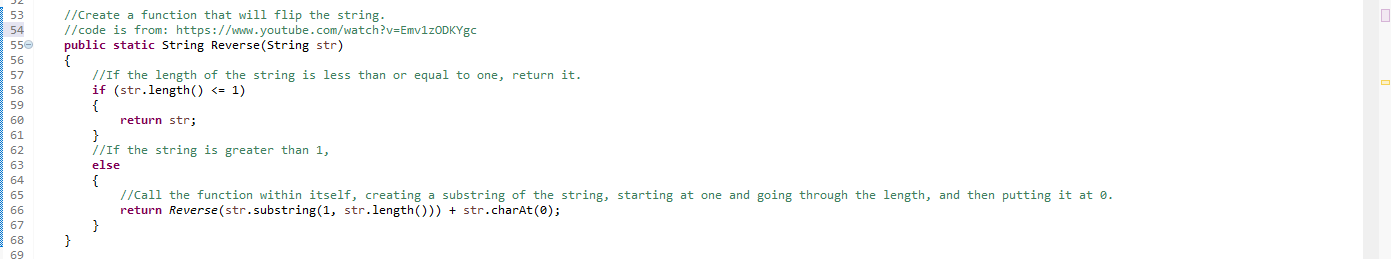 53 //Create a function that will flip the string.
54 //code is from: https://www.youtube.com/watch?v=Emv1zODKYgc
55 public static String Reverse(String str)
56 {
57 //If the length of the string is less than or equal to one, return it.
58 if (str.length() <= 1)
59 {
60 return str;
61 }
62 //If the string is greater than 1,
63 else
64 {
65 //Call the function within itself, creating a substring of the string, starting at one and going through the length, and then putting it at 0.
66 return Reverse(str.substring(1, str.length())) + str.charAt(0);
67 }
68 }
69